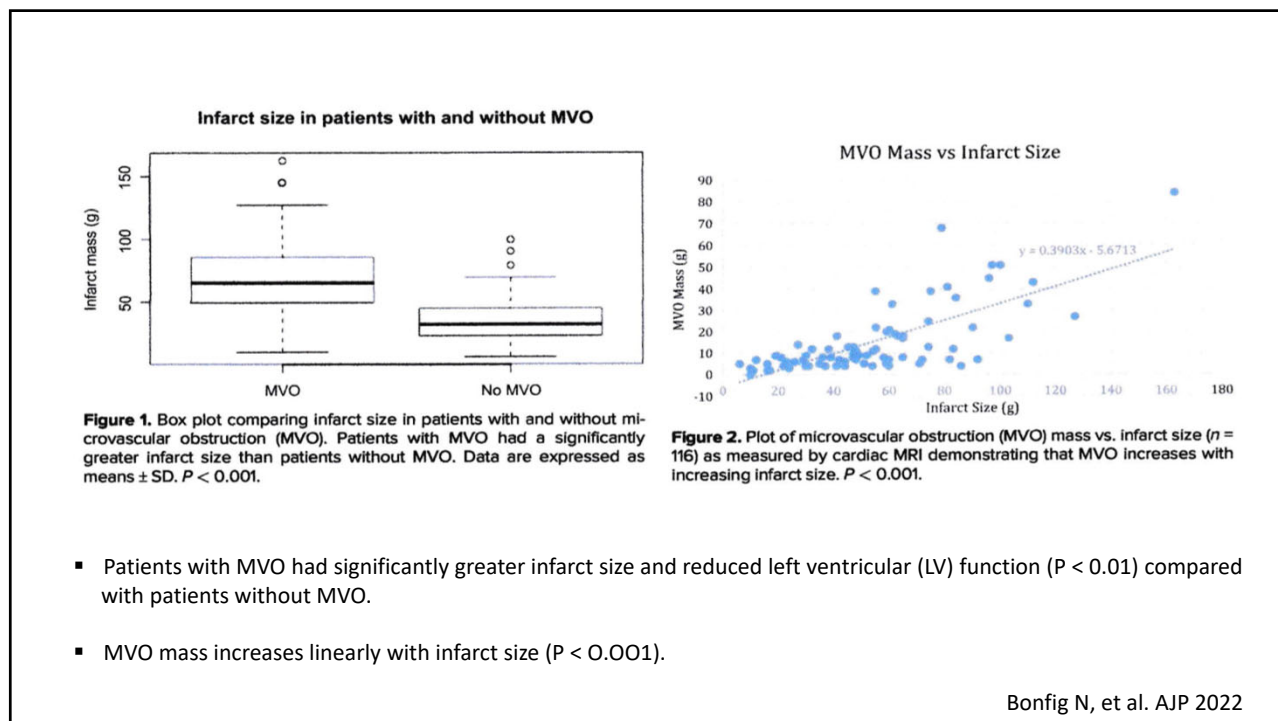 Infarct size in patients with and without MVO
150
100
50
Infarct mass (g)
MVO
No MVO
Figure 1. Box plot comparing infarct size in patients with and without mi-
crovascular obstruction (MVO). Patients with MVO had a significantly
greater infarct size than patients without MVO. Data are expressed as
means ± SD. P < 0.001.
MVO Mass vs Infarct Size
90
80
70
60
50
40
30
20
10
0
-10
MVO Mass (g)
y = 0.3903x - 5.6713
0 20 40 60 80 100 120 140 160 180
Infarct Size (g)
Figure 2. Plot of microvascular obstruction (MVO) mass vs. infarct size (n =
116) as measured by cardiac MRI demonstrating that MVO increases with
increasing infarct size. P < 0.001.
▪ Patients with MVO had significantly greater infarct size and reduced left ventricular (LV) function (P < 0.01) compared
with patients without MVO.
▪ MVO mass increases linearly with infarct size (P < O.OO1).
Bonfig N, et al. AJP 2022